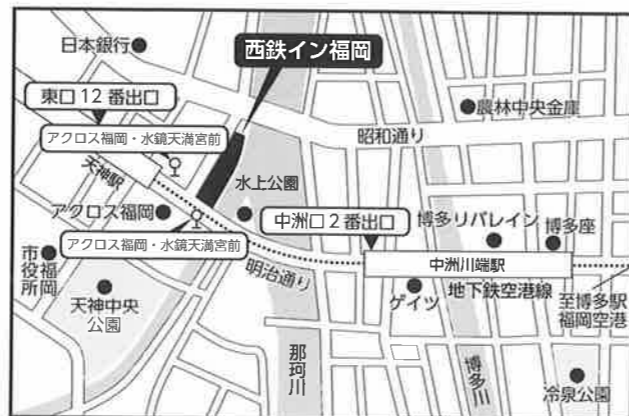 西鉄イン福岡
日本銀行
東口12番出口
アクロス福岡・水鏡天満宮前
天神駅
農林中央金庫
昭和通り
水上公園
アクロス福岡
中洲口2番出口
博多リバレイン
博多座
アクロス福岡・水鏡天満宮前
福岡
市役所
明治通り
中洲川端駅
地下鉄空港線
ゲイツ
至博多駅
福岡空港
天神中央
公園
那珂川
博多川
冷泉公園